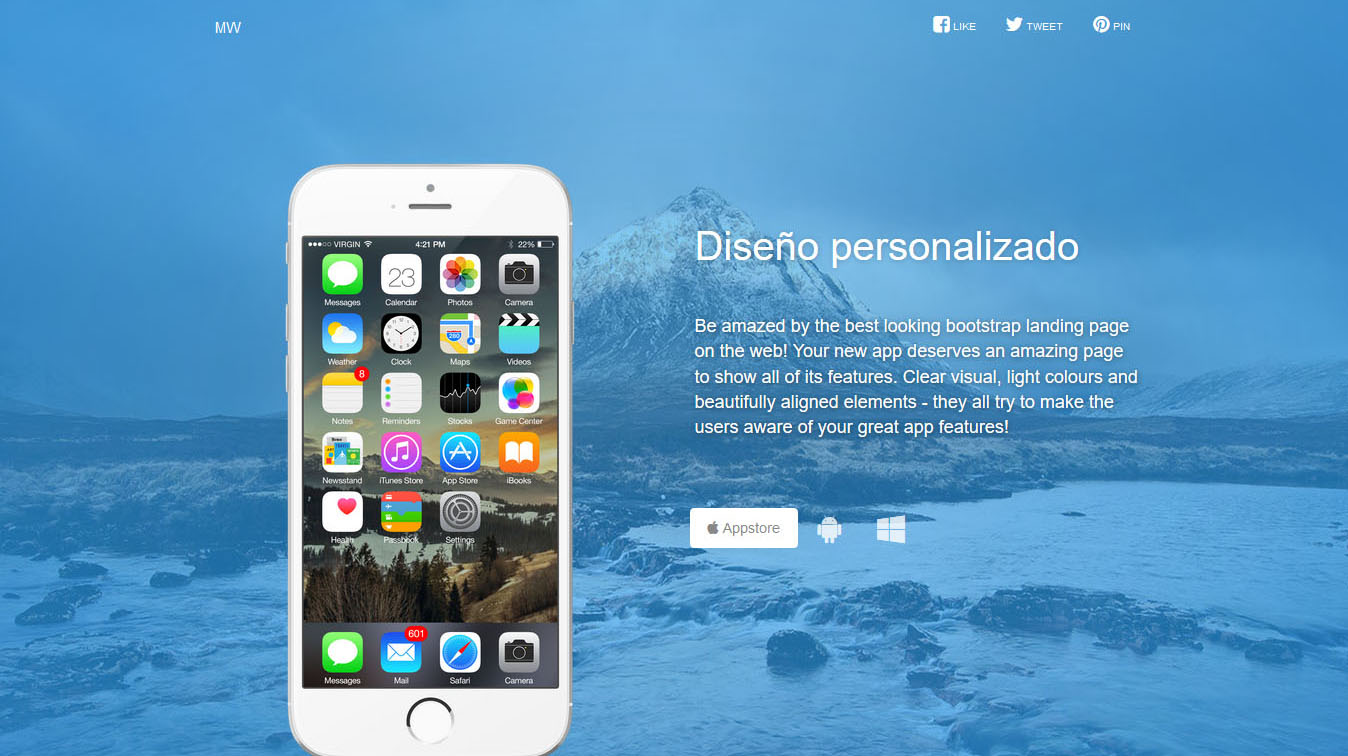 MW
LIKE
TWEET
PIN
VIRGIN
4:21 PM
22%
23
Messages
Calendar
Photos
Camera
280
Weather
Clock
Maps
Videos
8
Notes
Reminders
Stocks
Game Center
Newsstand
iTunes Store
App Store
iBooks
Health
Passbook
Settings
601
Messages
Mail
Safari
Camera
Diseño personalizado
Be amazed by the best looking bootstrap landing page
on the web! Your new app deserves an amazing page
to show all of its features. Clear visual, light colours and
beautifully aligned elements - they all try to make the
users aware of your great app features!
Appstore